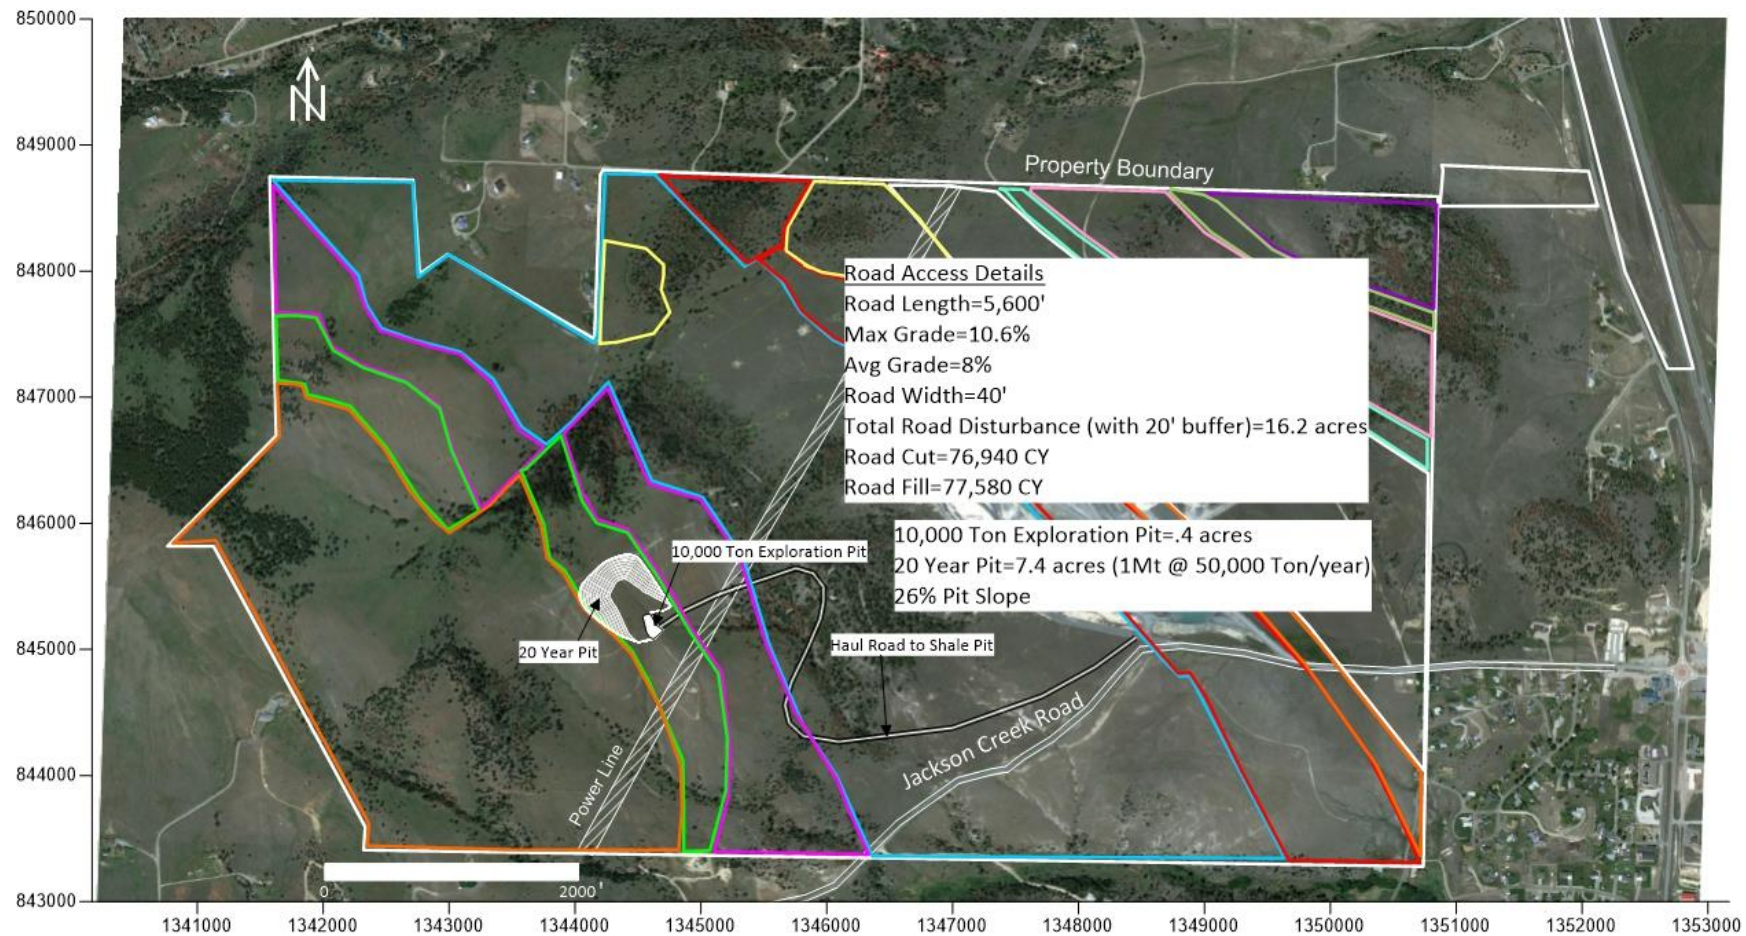 850000
849000
848000
847000
846000
845000
844000
843000
N
Property Boundary
Road Access Details
Road Length=5,600'
Max Grade=10.6%
Avg Grade=8%
Road Width=40'
Total Road Disturbance (with 20' buffer)=16.2 acres
Road Cut=76,940 CY
Road Fill=77,580 CY
10,000 Ton Exploration Pit=.4 acres
20 Year Pit=7.4 acres (1Mt @ 50,000 Ton/year)
26% Pit Slope
10,000 Ton Exploration Pit
20 Year Pit
Haul Road to Shale Pit
Jackson Creek Road
Power Line
0 2000'
1341000 1342000 1343000 1344000 1345000 1346000 1347000 1348000 1349000 1350000 1351000 1352000 1353000